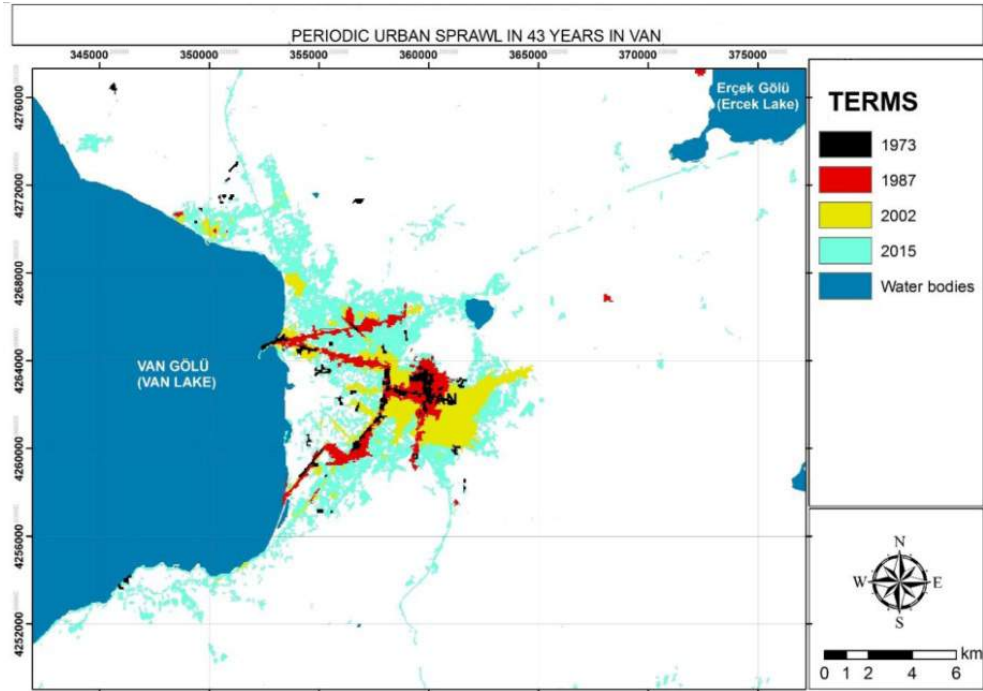 PERIODIC URBAN SPRAWL IN 43 YEARS IN VAN
345000 350000 355000 360000 365000 370000 375000
4276000
4272000
4268000
4264000
4260000
4256000
4252000
Erçek Gölü
(Ercek Lake)
VAN GÖLÜ
(VAN LAKE)
TERMS
1973
1987
2002
2015
Water bodies
N
W E
S
km
0 1 2 4 6